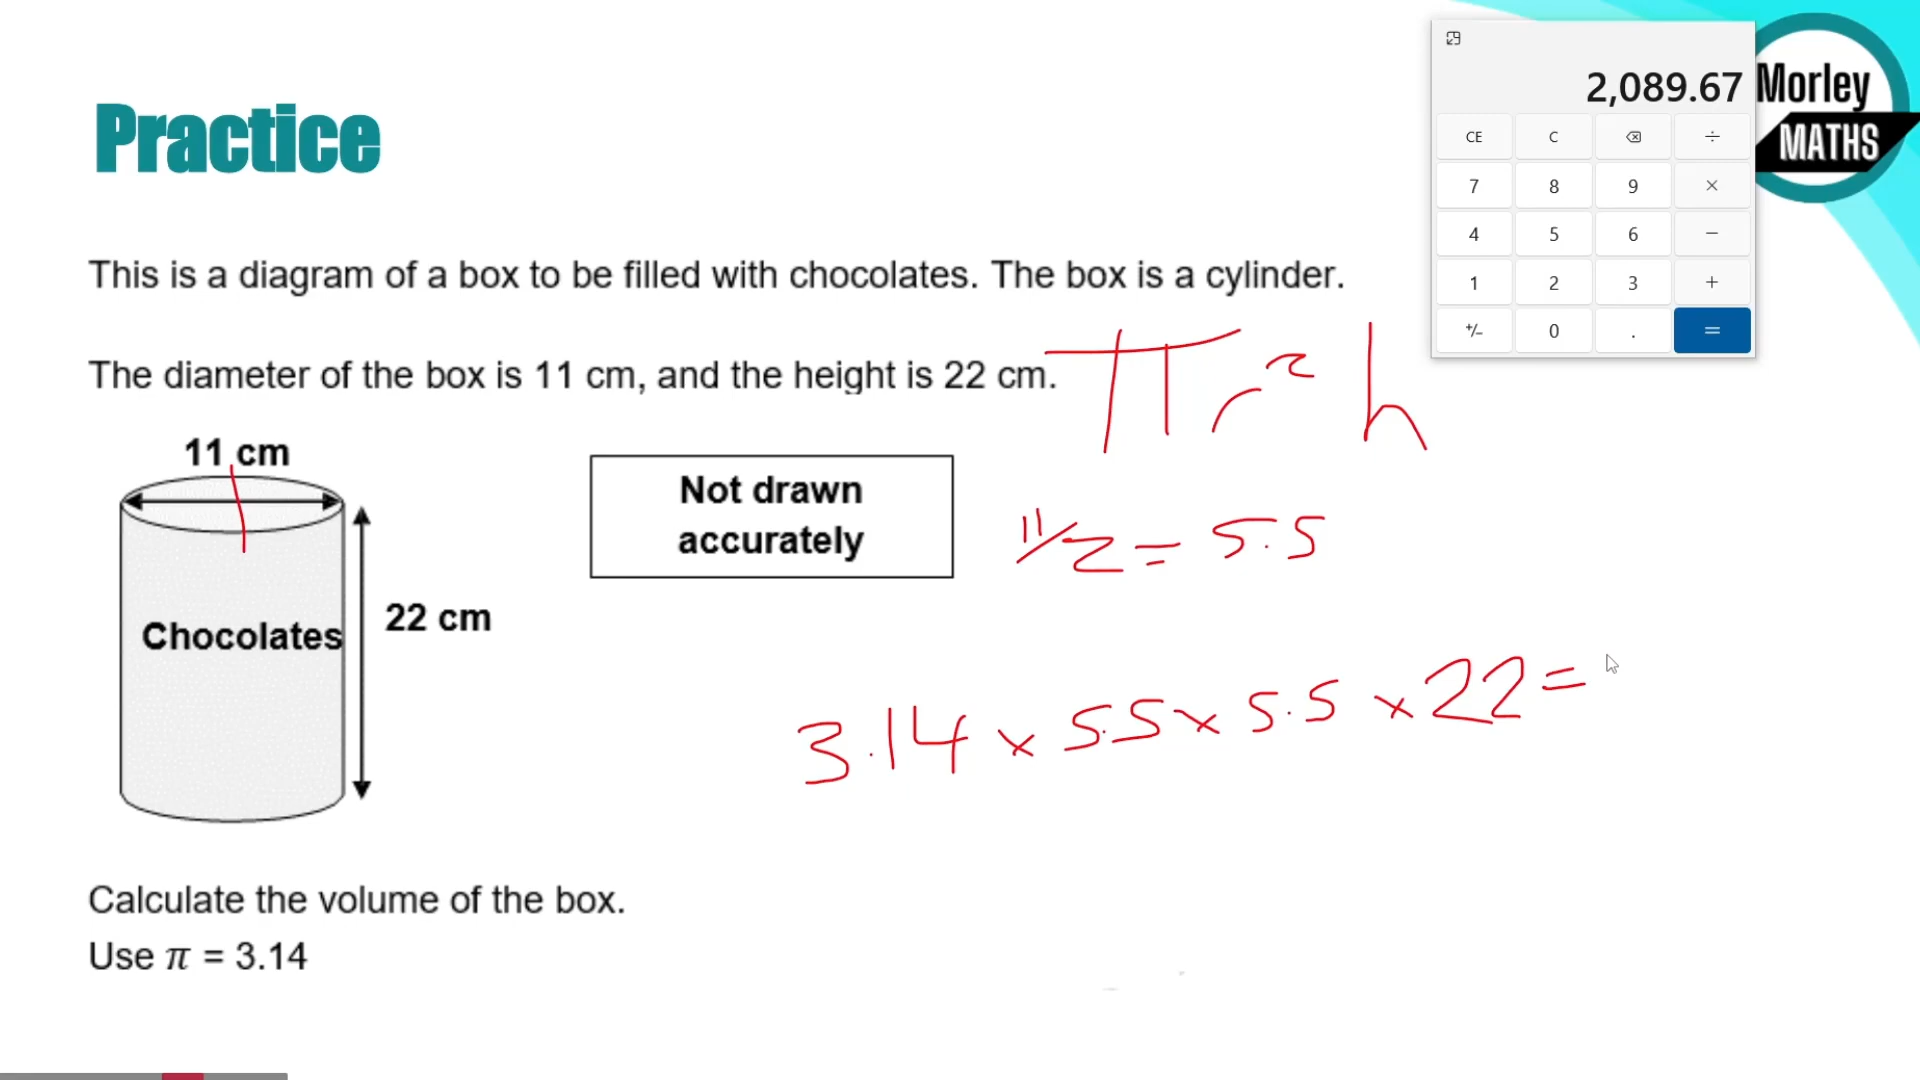 2,089.67
Morley
MATHS
CE C ÷
7 8 9 ×
4 5 6 −
1 2 3 +
+/− 0 . =
Practice
This is a diagram of a box to be filled with chocolates. The box is a cylinder.
The diameter of the box is 11 cm, and the height is 22 cm.
πr²h
11 cm
Not drawn
accurately
11/2 = 5.5
22 cm
Chocolates
3.14 × 5.5 × 5.5 × 22 =
Calculate the volume of the box.
Use π = 3.14